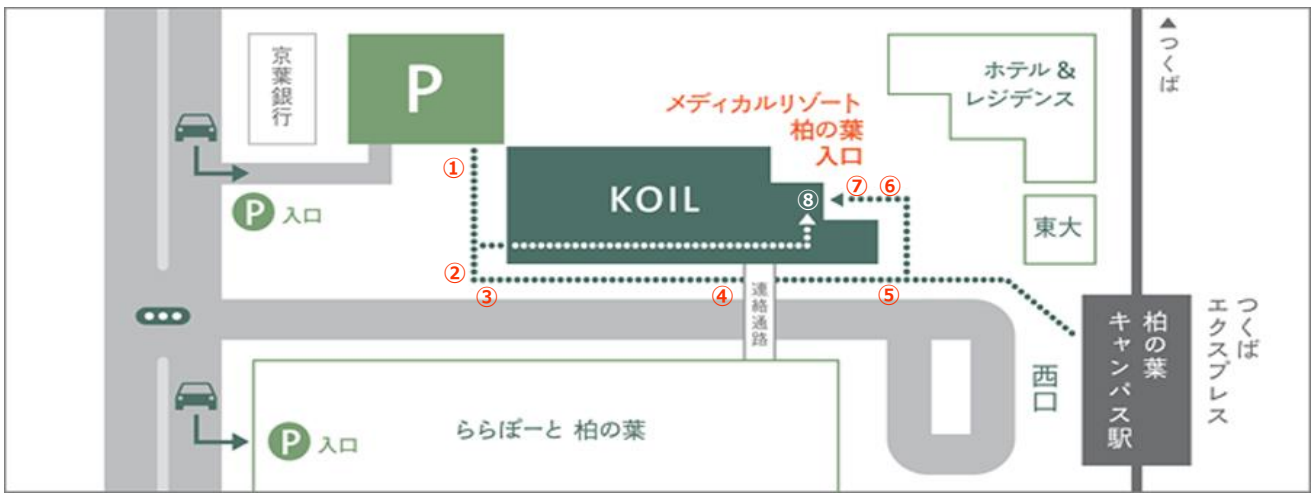 京葉銀行
P
メディカルリゾート
柏の葉
入口
ホテル &
レジデンス
▲つくば
①
KOIL
⑧
⑦
⑥
P 入口
東大
②
③
④
⑤
連絡通路
柏の葉
キャンパス駅
つくば
エクスプレス
西口
ららぽーと 柏の葉
P 入口